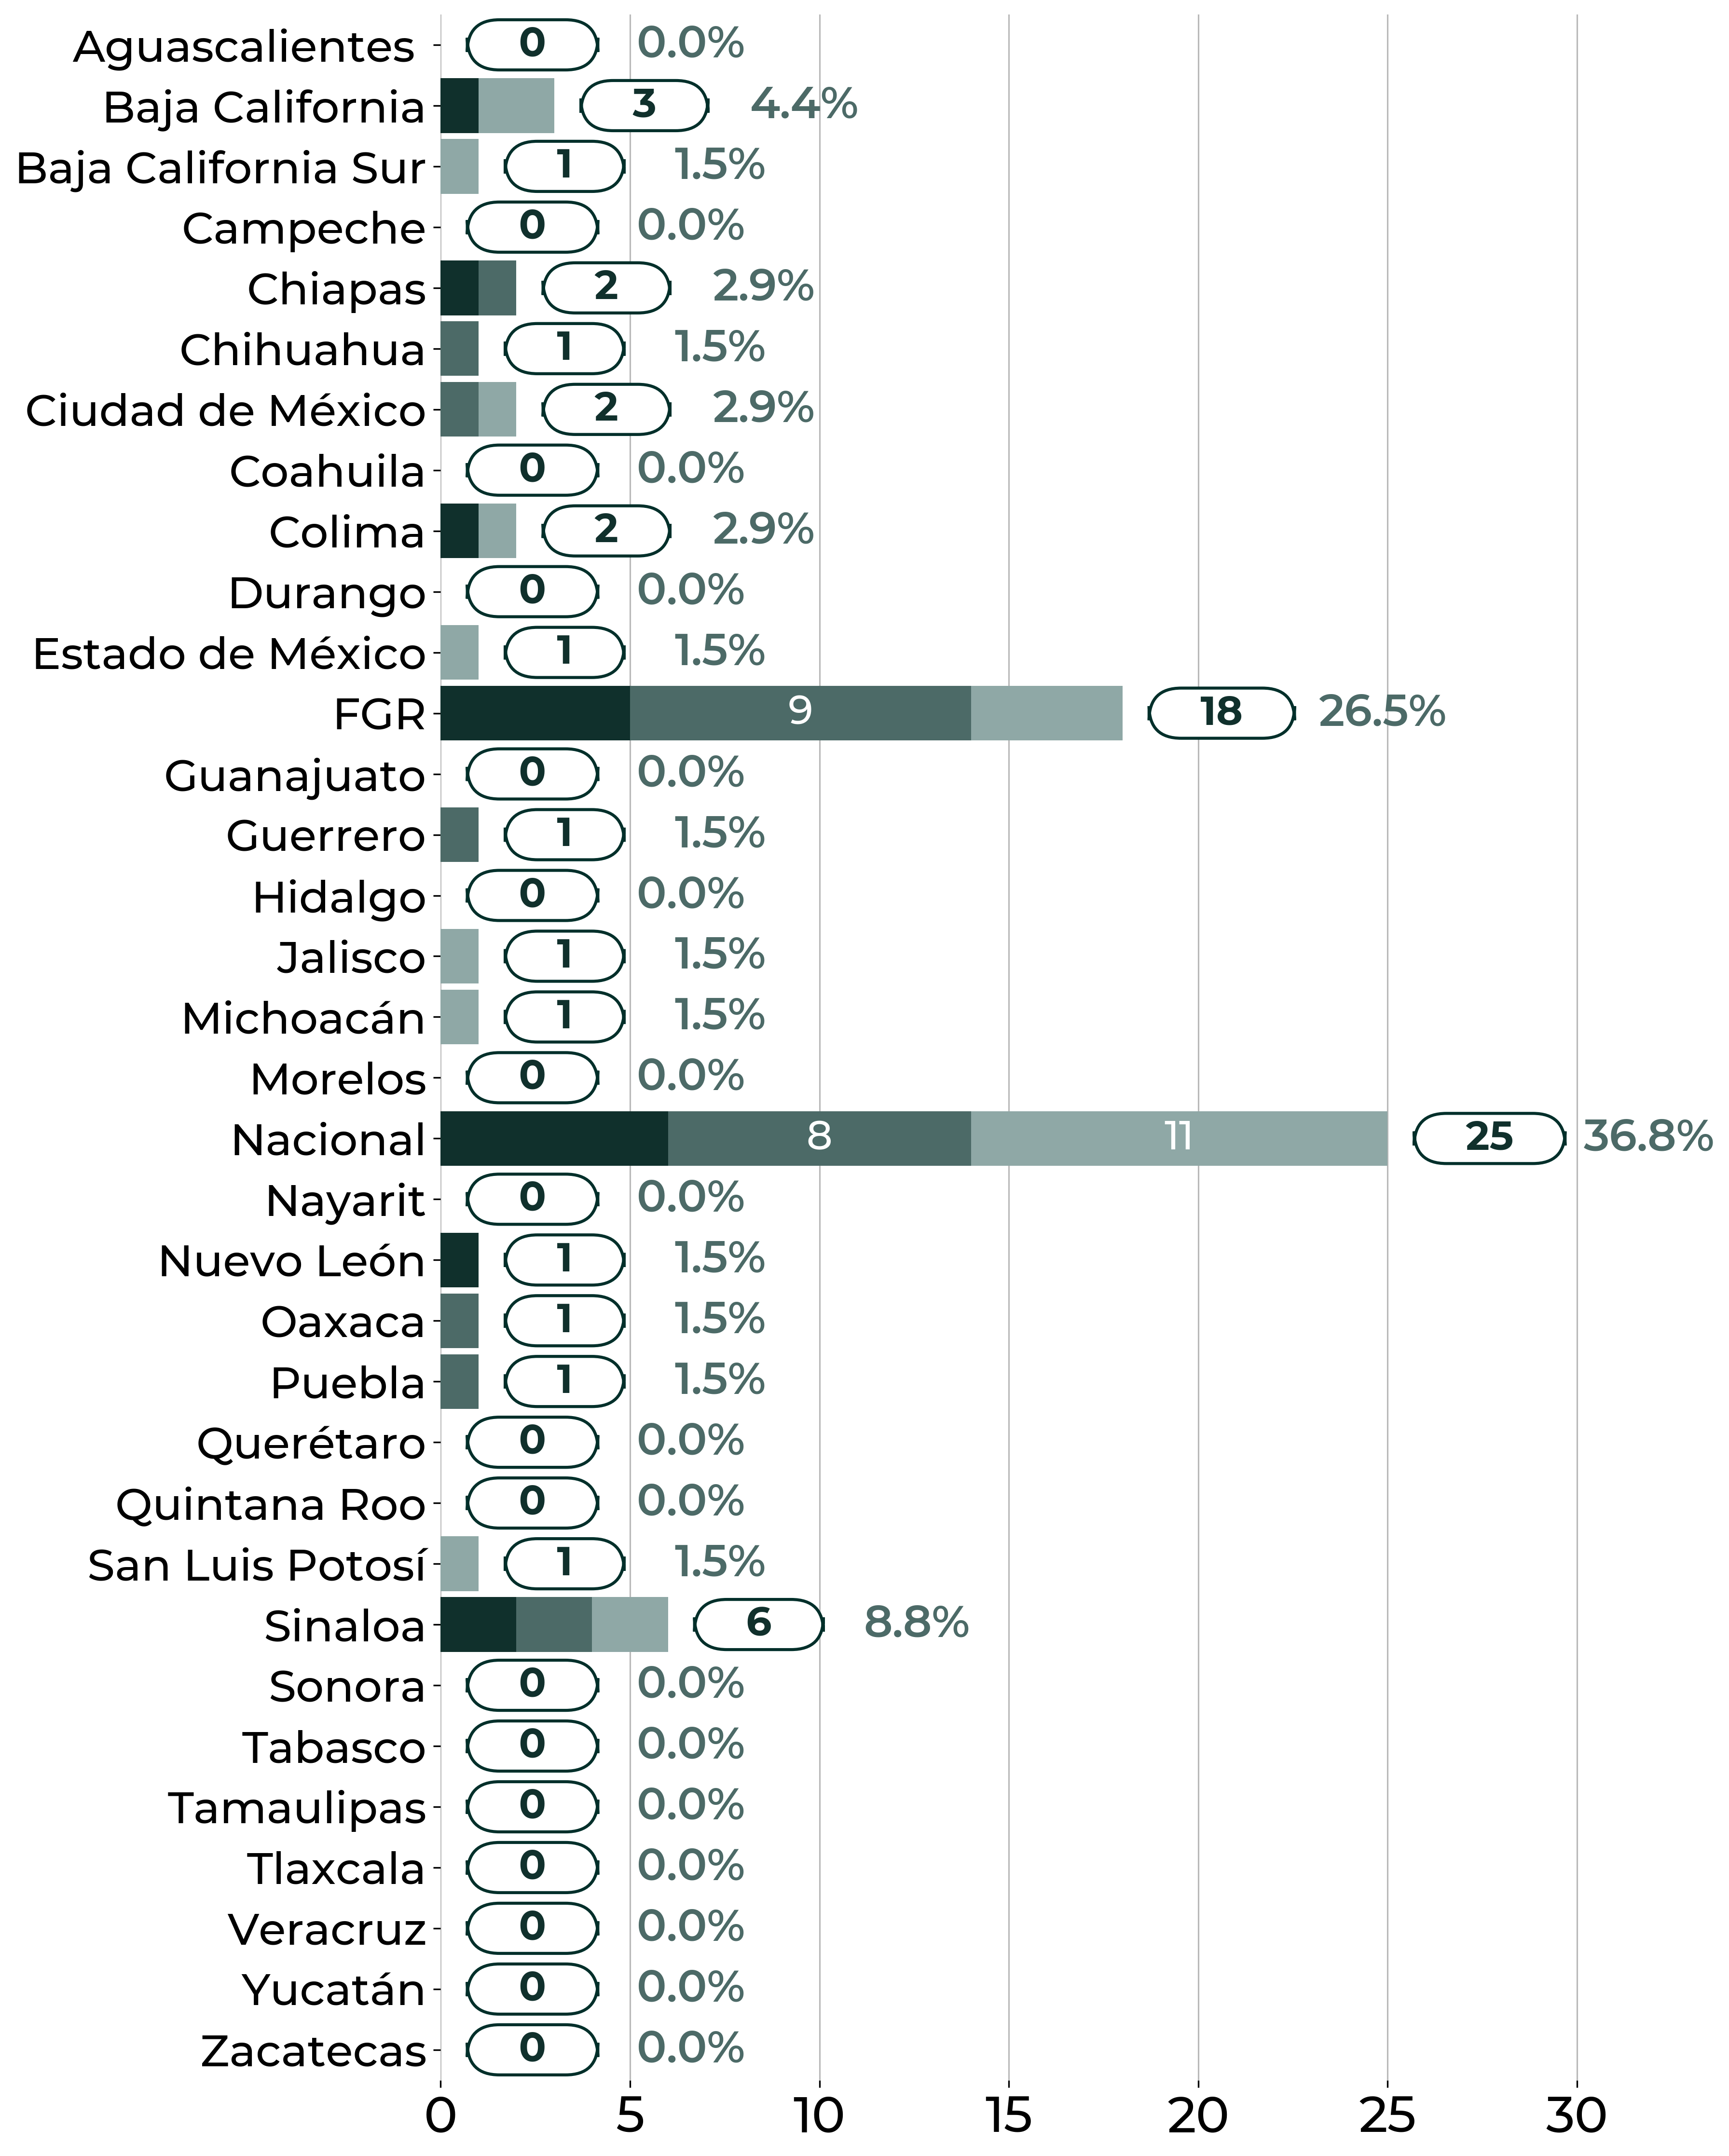 Aguascalientes 0 0.0%
Baja California 3 4.4%
Baja California Sur 1 1.5%
Campeche 0 0.0%
Chiapas 2 2.9%
Chihuahua 1 1.5%
Ciudad de México 2 2.9%
Coahuila 0 0.0%
Colima 2 2.9%
Durango 0 0.0%
Estado de México 1 1.5%
FGR 9 18 26.5%
Guanajuato 0 0.0%
Guerrero 1 1.5%
Hidalgo 0 0.0%
Jalisco 1 1.5%
Michoacán 1 1.5%
Morelos 0 0.0%
Nacional 8 11 25 36.8%
Nayarit 0 0.0%
Nuevo León 1 1.5%
Oaxaca 1 1.5%
Puebla 1 1.5%
Querétaro 0 0.0%
Quintana Roo 0 0.0%
San Luis Potosí 1 1.5%
Sinaloa 6 8.8%
Sonora 0 0.0%
Tabasco 0 0.0%
Tamaulipas 0 0.0%
Tlaxcala 0 0.0%
Veracruz 0 0.0%
Yucatán 0 0.0%
Zacatecas 0 0.0%
0 5 10 15 20 25 30